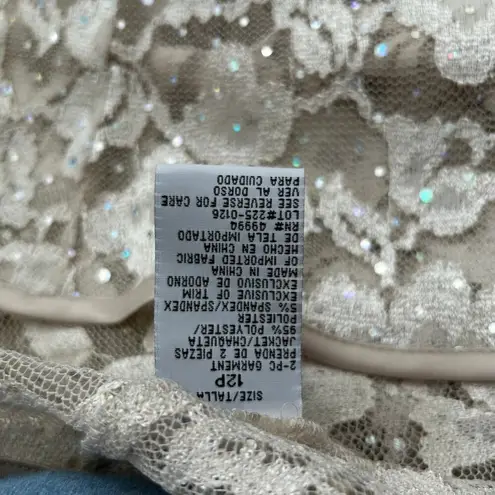 SIZE/TALLA
12P
2-PC GARMENT
PRENDA DE 2 PIEZAS
JACKET/CHAQUETA
95% POLYESTER/
POLIESTER
5% SPANDEX/SPANDEX
EXCLUSIVE OF TRIM
EXCLUSIVO DE ADORNO
MADE IN CHINA
OF IMPORTED FABRIC
HECHO EN CHINA
DE TELA IMPORTADO
RN# 49994
LOT#225-0126
SEE REVERSE FOR CARE
VER AL DORSO
PARA CUIDADO